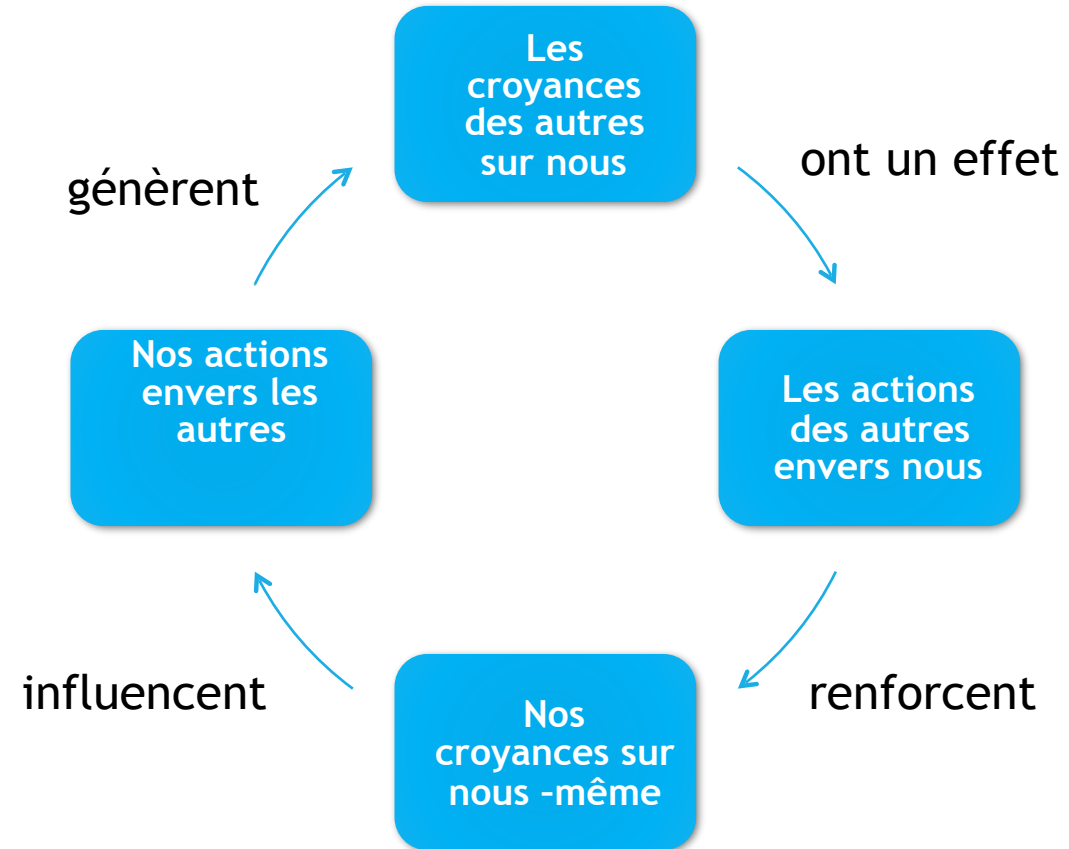 Les
croyances
des autres
sur nous
ont un effet
Les actions
des autres
envers nous
renforcent
Nos
croyances sur
nous -même
influencent
Nos actions
envers les
autres
génèrent